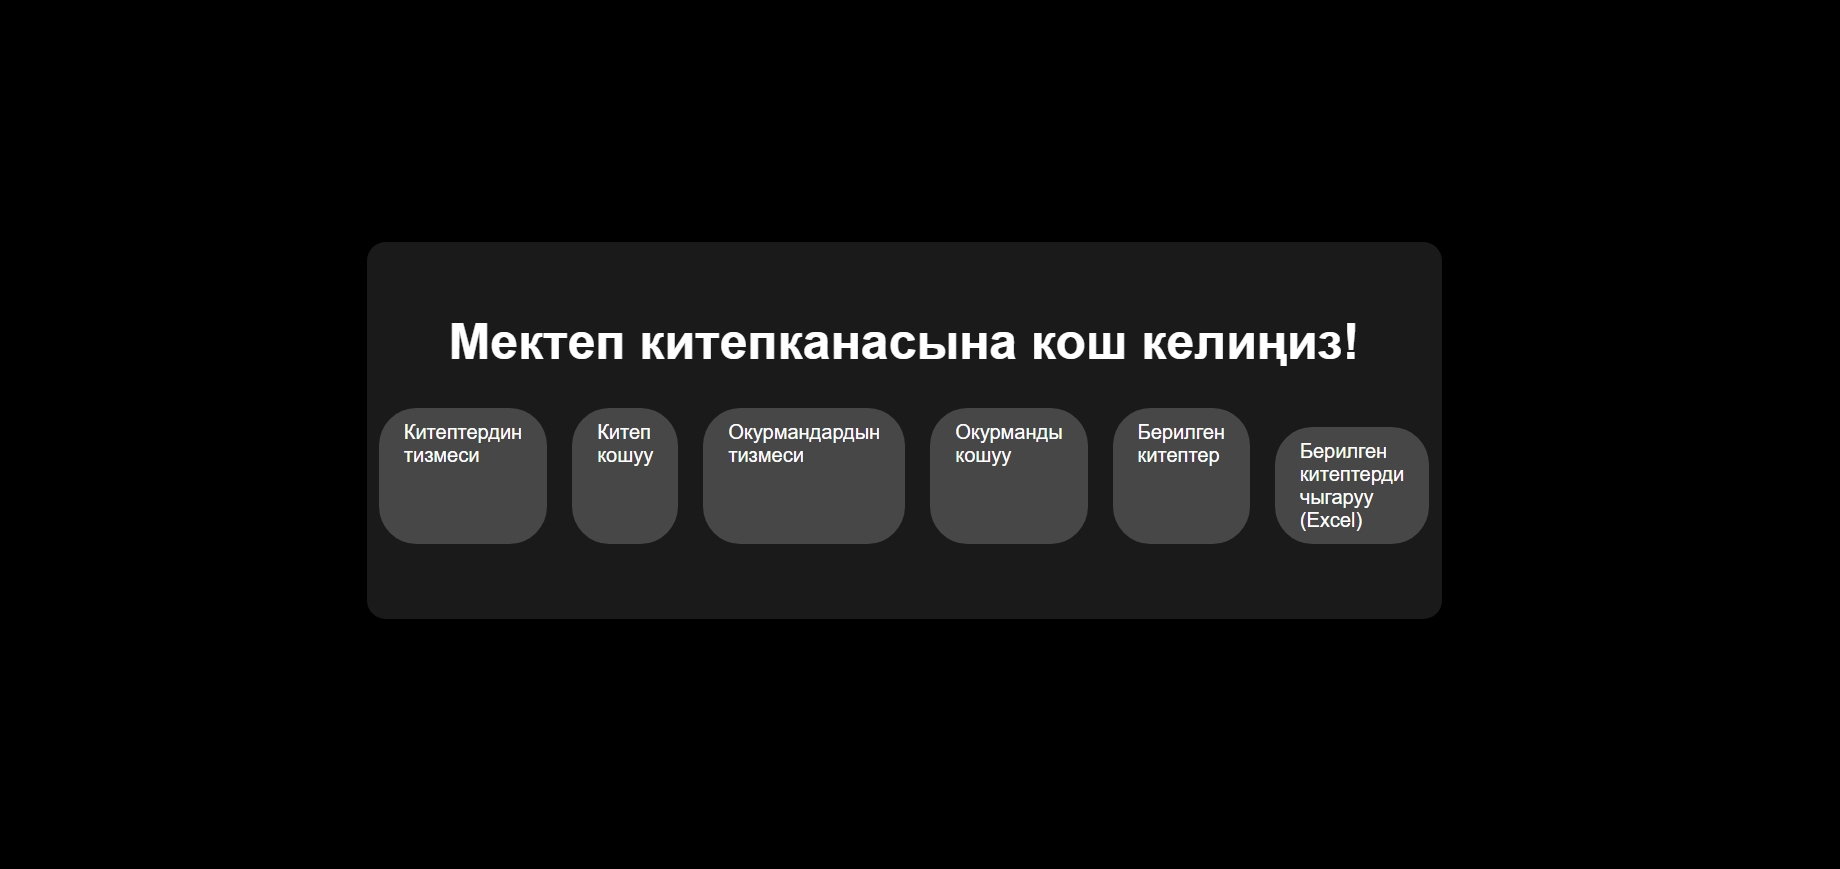 Мектеп китепканасына кош келиңиз!
Китептердин
тизмеси
Китеп
кошуу
Окурмандардын
тизмеси
Окурманды
кошуу
Берилген
китептер
Берилген
китептерди
чыгаруу
(Excel)